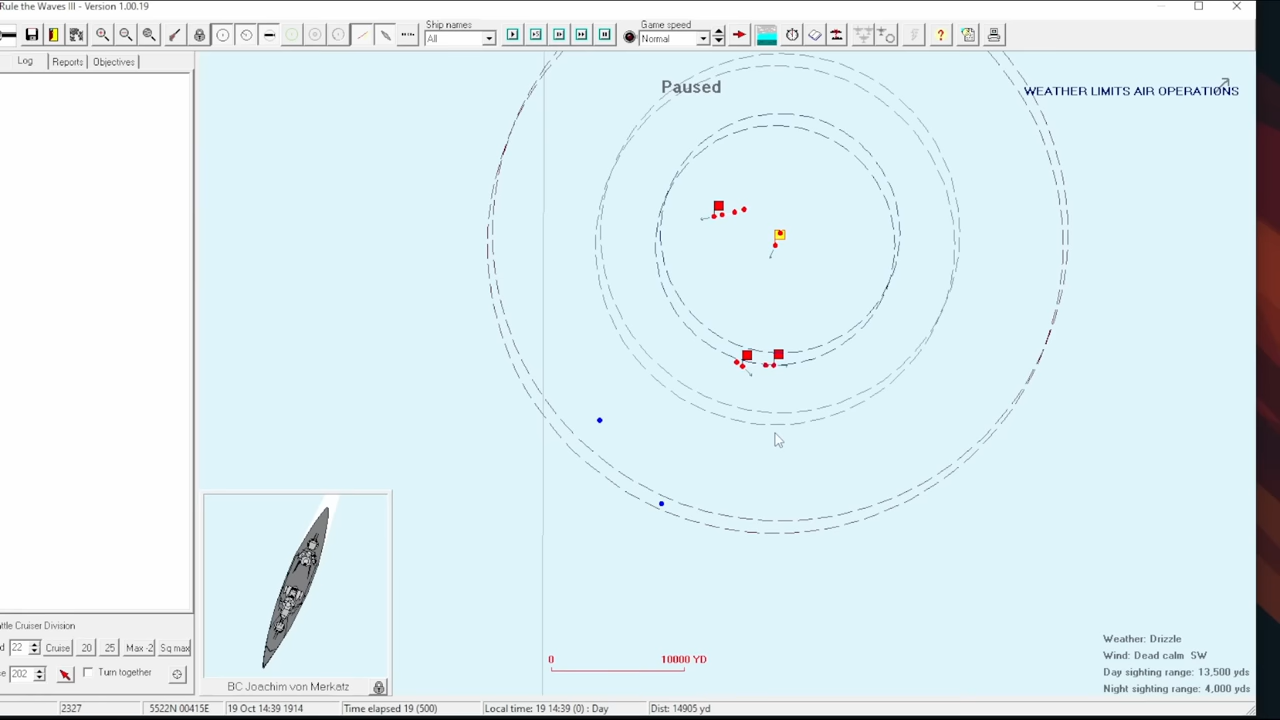 Rule the Waves III - Version 1.00.19
Ship names
All
Game speed
Normal
Log
Reports
Objectives
Paused
WEATHER LIMITS AIR OPERATIONS
0
10000 YD
Weather: Drizzle
Wind: Dead calm SW
Day sighting range: 13,500 yds
Night sighting range: 4,000 yds
BC Joachim von Merkatz
ttle Cruiser Division
d 22 Cruise 20 25 Max -2 Sq max
se 202 Turn together
2327
5522N 00415E
19 Oct 14:39 1914
Time elapsed 19 (500)
Local time: 19 14:39 (0) : Day
Dist: 14905 yd